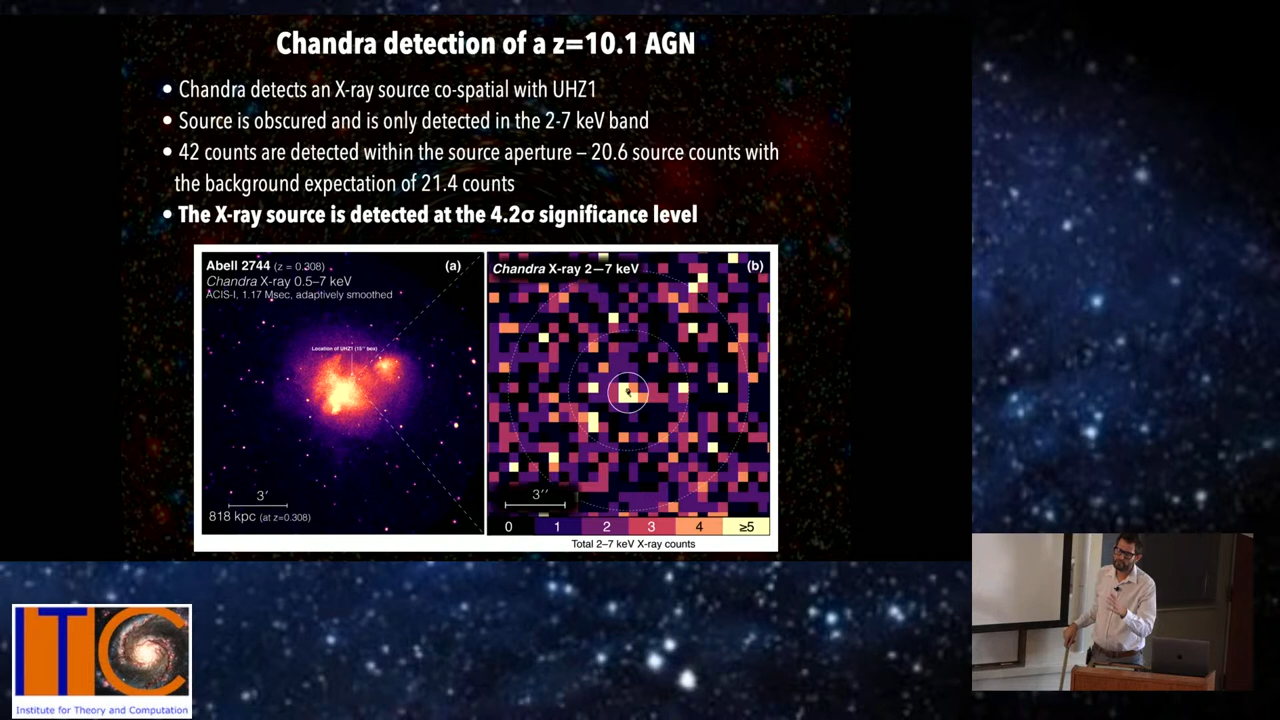 Chandra detection of a z=10.1 AGN
• Chandra detects an X-ray source co-spatial with UHZ1
• Source is obscured and is only detected in the 2-7 keV band
• 42 counts are detected within the source aperture – 20.6 source counts with
the background expectation of 21.4 counts
• The X-ray source is detected at the 4.2σ significance level
Abell 2744 (z = 0.308)
(a)
Chandra X-ray 0.5–7 keV
ACIS-I, 1.17 Msec, adaptively smoothed
Location of UHZ1 (15'' box)
3′
818 kpc (at z=0.308)
Chandra X-ray 2–7 keV
(b)
3′′
0 1 2 3 4 ≥5
Total 2–7 keV X-ray counts
ITC
Institute for Theory and Computation